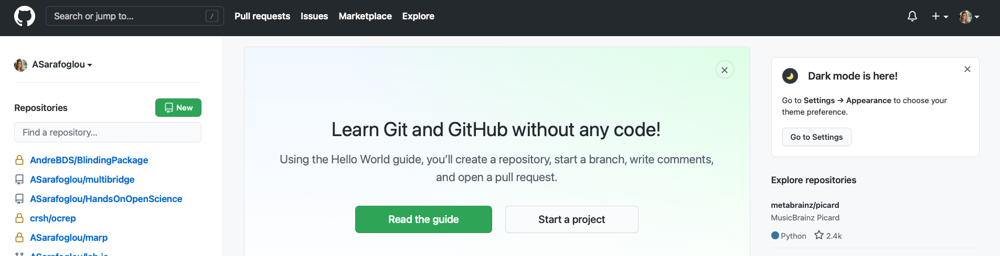 Search or jump to... /
Pull requests Issues Marketplace Explore
ASarafoglou
Repositories
New
Find a repository...
AndreBDS/BlindingPackage
ASarafoglou/multibridge
ASarafoglou/HandsOnOpenScience
crsh/ocrep
ASarafoglou/marp
Learn Git and GitHub without any code!
Using the Hello World guide, you’ll create a repository, start a branch, write comments,
and open a pull request.
Read the guide
Start a project
Dark mode is here!
Go to Settings → Appearance to choose your
theme preference.
Go to Settings
Explore repositories
metabrainz/picard
MusicBrainz Picard
Python 2.4k